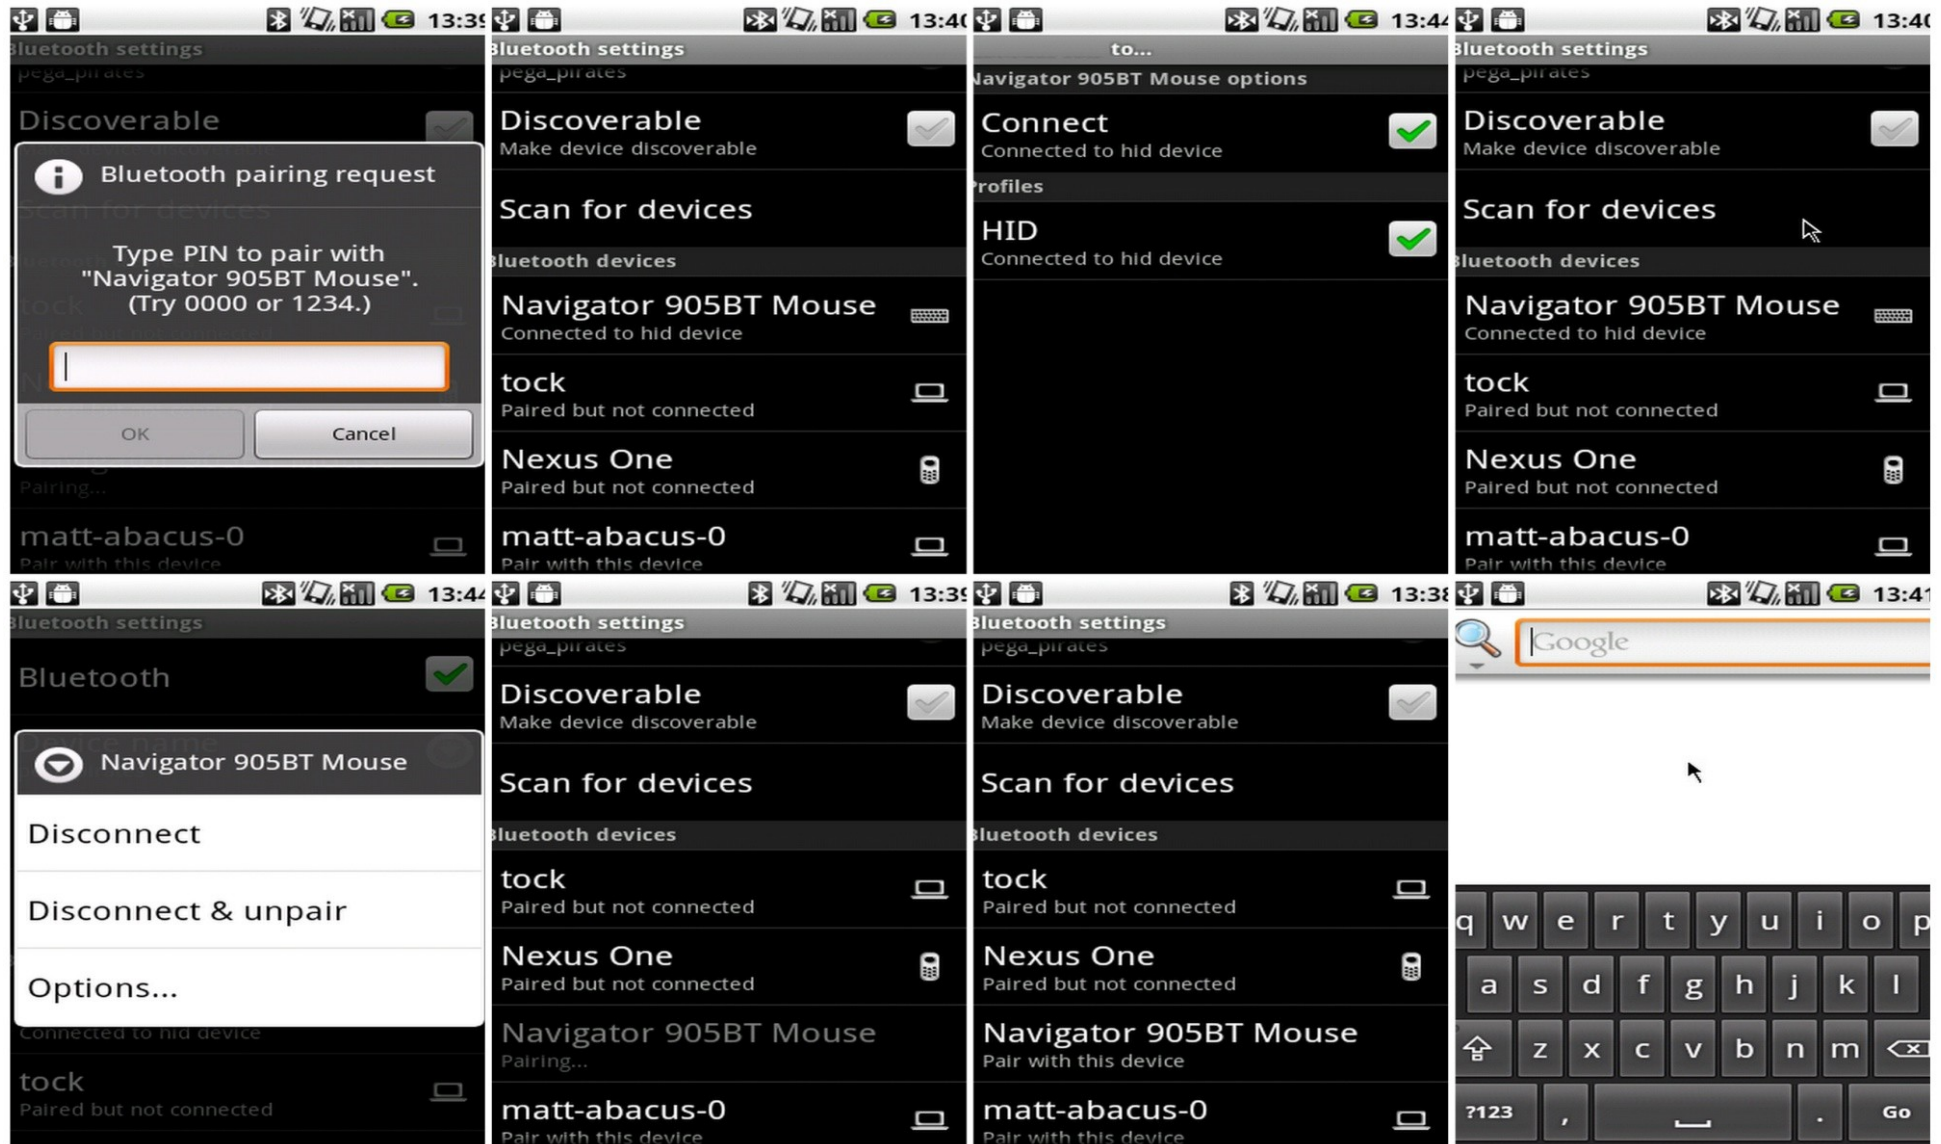 13:39
Bluetooth settings
pega_pirates
Discoverable
Bluetooth pairing request
Scan for devices
Type PIN to pair with
"Navigator 905BT Mouse".
(Try 0000 or 1234.)
OK
Cancel
Pairing...
matt-abacus-0
Pair with this device
13:40
Bluetooth settings
pega_pirates
Discoverable
Make device discoverable
Scan for devices
Bluetooth devices
Navigator 905BT Mouse
Connected to hid device
tock
Paired but not connected
Nexus One
Paired but not connected
matt-abacus-0
Pair with this device
13:44
to...
Navigator 905BT Mouse options
Connect
Connected to hid device
Profiles
HID
Connected to hid device
13:40
Bluetooth settings
pega_pirates
Discoverable
Make device discoverable
Scan for devices
Bluetooth devices
Navigator 905BT Mouse
Connected to hid device
tock
Paired but not connected
Nexus One
Paired but not connected
matt-abacus-0
Pair with this device
13:44
Bluetooth settings
Bluetooth
Device name
Navigator 905BT Mouse
Disconnect
Disconnect & unpair
Options...
Connected to hid device
tock
Paired but not connected
13:39
Bluetooth settings
pega_pirates
Discoverable
Make device discoverable
Scan for devices
Bluetooth devices
tock
Paired but not connected
Nexus One
Paired but not connected
Navigator 905BT Mouse
Pairing...
matt-abacus-0
Pair with this device
13:38
Bluetooth settings
pega_pirates
Discoverable
Make device discoverable
Scan for devices
Bluetooth devices
tock
Paired but not connected
Nexus One
Paired but not connected
Navigator 905BT Mouse
Pair with this device
matt-abacus-0
Pair with this device
13:41
Google
q w e r t y u i o p
a s d f g h j k l
z x c v b n m
?123 , . Go